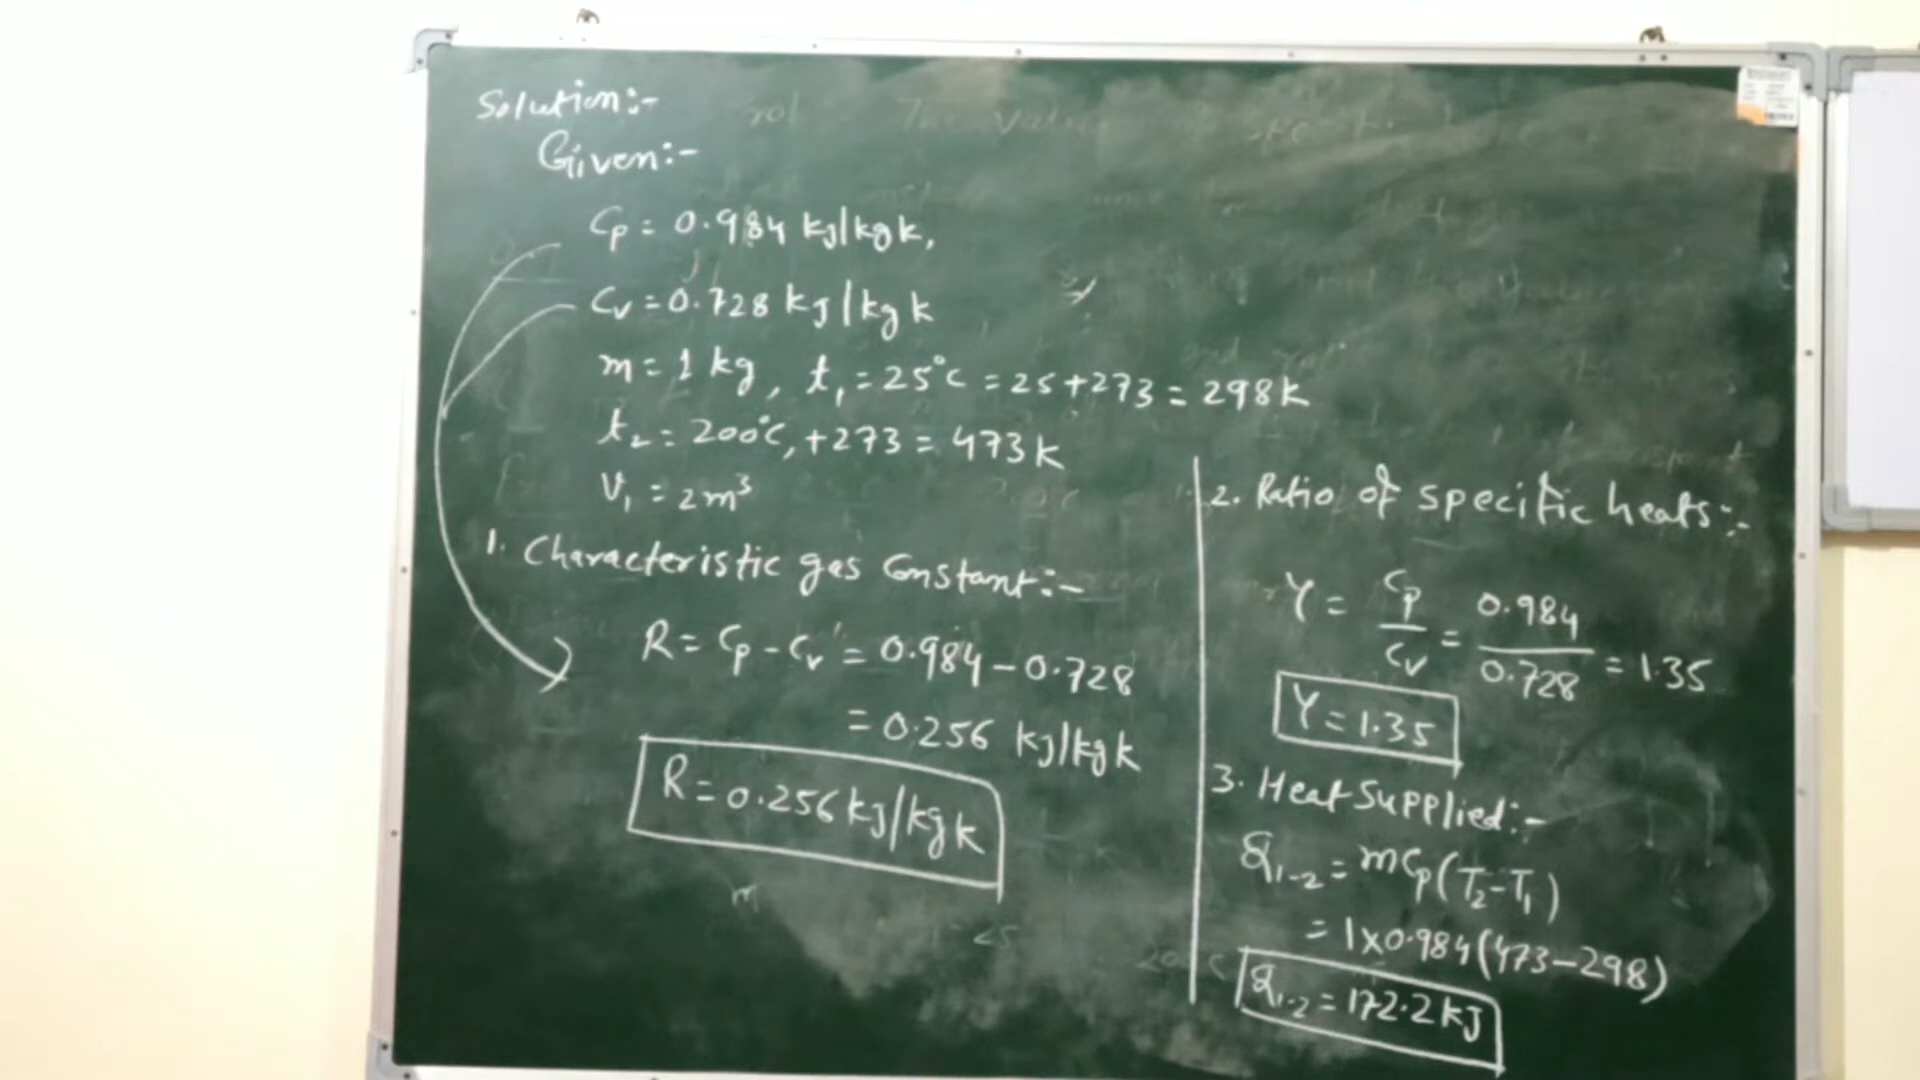 Solution:-
Given:-
Cp = 0.984 kJ/kgk,
Cv = 0.728 kJ/kgk
m = 1 kg, t₁ = 25°C = 25+273 = 298k
t₂ = 200°C, +273 = 473k
V₁ = 2m³
1. Characteristic gas Constant:-
R = Cp - Cv = 0.984 - 0.728
= 0.256 kJ/kgk
R = 0.256 kJ/kgk
2. Ratio of specific heats:-
γ = Cp/Cv = 0.984/0.728 = 1.35
γ = 1.35
3. Heat Supplied:-
Q₁₋₂ = mCp(T₂-T₁)
= 1×0.984(473-298)
Q₁₋₂ = 172.2 kJ